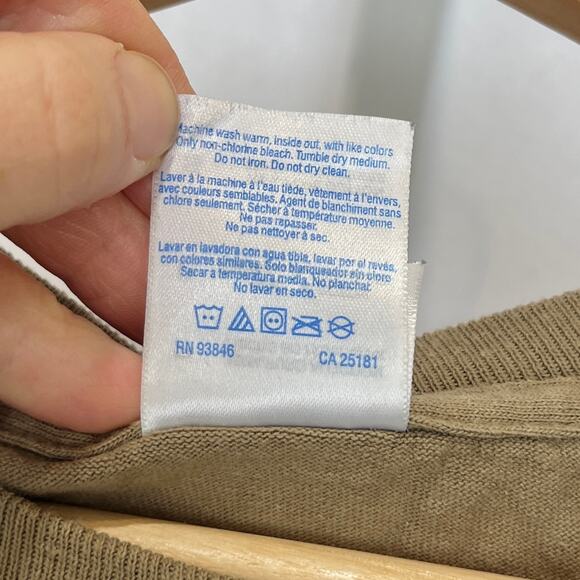 Machine wash warm, inside out, with like colors
Only non-chlorine bleach. Tumble dry medium.
Do not iron. Do not dry clean.
Laver à la machine à l'eau tiède, vêtement à l'envers,
avec couleurs semblables. Agent de blanchiment sans
chlore seulement. Sécher à température moyenne.
Ne pas repasser.
Ne pas nettoyer à sec.
Lavar en lavadora con agua tible, lavar por el revés,
con colores similares. Solo blanqueador sin cloro
Secar a temperatura media. No planchar.
No lavar en seco.
RN 93846 CA 25181